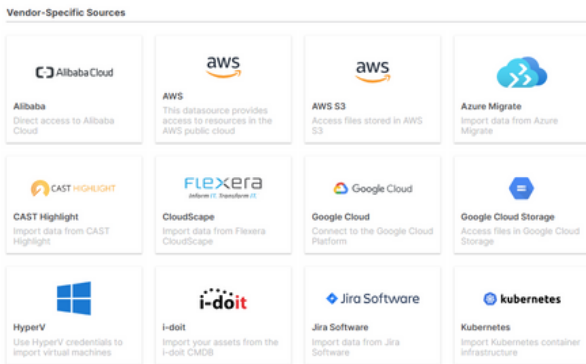 Vendor-Specific Sources
Alibaba Cloud
Alibaba
Direct access to Alibaba
Cloud
aws
AWS
This datasource provides
access to resources in the
AWS public cloud
aws
AWS S3
Access files stored in AWS
S3
Azure Migrate
Import data from Azure
Migrate
CAST HIGHLIGHT
CAST Highlight
Import data from CAST
Highlight
FLEXERA
Inform IT. Transform IT.
CloudScape
Import data from Flexera
CloudScape
Google Cloud
Google Cloud
Connect to the Google Cloud
Platform
Google Cloud Storage
Access files in Google Cloud
Storage
HyperV
Use HyperV credentials to
import virtual machines
i-doit
i-doit
Import your assets from the
i-doit CMDB
Jira Software
Jira Software
Import data from Jira
Software
kubernetes
Kubernetes
Import Kubernetes container
infrastructure